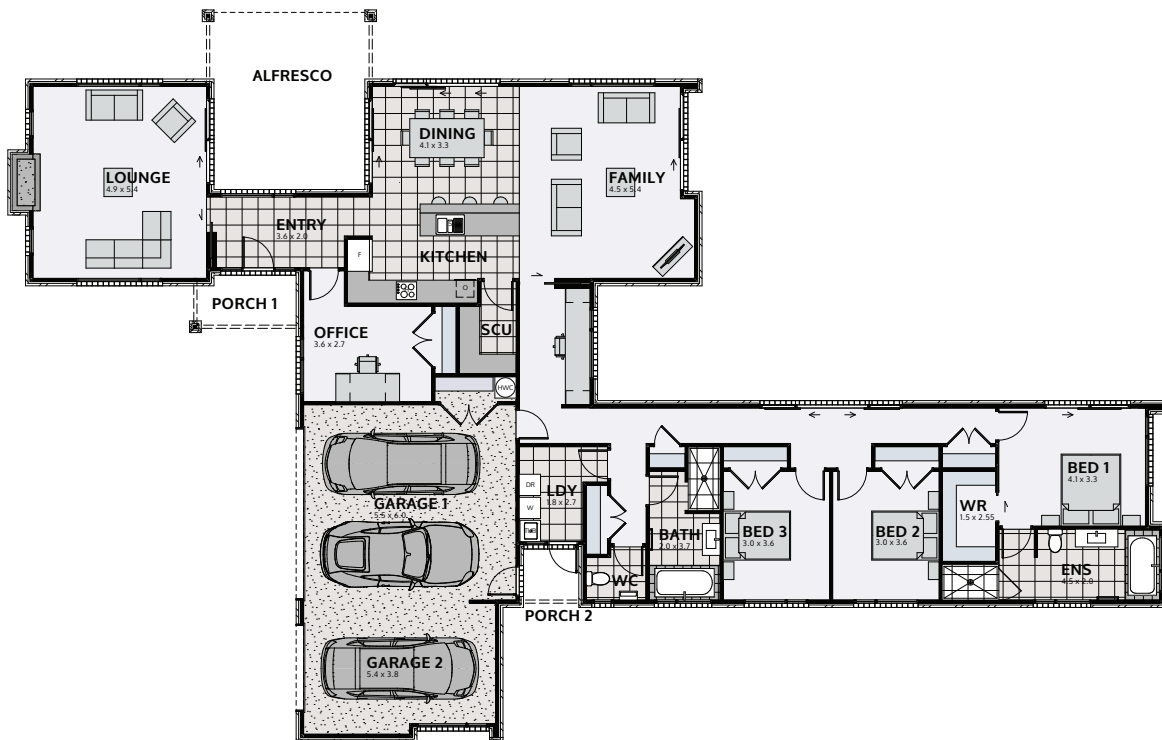 ALFRESCO
DINING
4.1 x 3.3
LOUNGE
4.9 x 5.4
FAMILY
4.5 x 5.4
ENTRY
3.6 x 2.0
F
KITCHEN
PORCH 1
OFFICE
3.6 x 2.7
SCU
HWC
BED 1
4.1 x 3.3
DR
LDY
1.8 x 2.7
W
GARAGE 1
5.5 x 6.0
WR
1.5 x 2.55
BATH
2.0 x 3.7
BED 3
3.0 x 3.6
BED 2
3.0 x 3.6
WC
ENS
4.5 x 2.0
PORCH 2
GARAGE 2
5.4 x 3.8